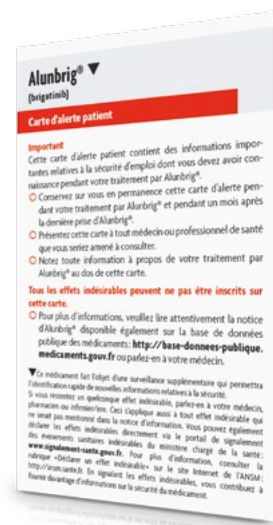 Alunbrig® ▼
(brigatinib)
Carte d'alerte patient
Important
Cette carte d'alerte patient contient des informations impor-
tantes relatives à la sécurité d'emploi dont vous devez avoir con-
naissance pendant votre traitement par Alunbrig®.
O Conservez sur vous en permanence cette carte d'alerte pen-
dant votre traitement par Alunbrig® et pendant un mois après
la dernière prise d'Alunbrig®.
O Présentez cette carte à tout médecin ou professionnel de santé
que vous seriez amené à consulter.
O Notez toute information à propos de votre traitement par
Alunbrig® au dos de cette carte.
Tous les effets indésirables peuvent ne pas être inscrits sur
cette carte.
O Pour plus d'informations, veuillez lire attentivement la notice
d'Alunbrig® disponible également sur la base de données
publique des médicaments: http://base-donnees-publique.
medicaments.gouv.fr ou parlez-en à votre médecin.
▼Ce médicament fait l'objet d'une surveillance supplémentaire qui permettra
l'identification rapide de nouvelles informations relatives à la sécurité.
Si vous ressentez un quelconque effet indésirable, parlez-en à votre médecin,
pharmacien ou infirmier/ère. Ceci s'applique aussi à tout effet indésirable qui
ne serait pas mentionné dans la notice d'information. Vous pouvez également
déclarer les effets indésirables directement via le portail de signalement
des évènements sanitaires indésirables du ministère chargé de la santé:
www.signalement-sante.gouv.fr. Pour plus d'information, consulter la
rubrique «Déclarer un effet indésirable» sur le site Internet de l'ANSM:
http://ansm.sante.fr. En signalant les effets indésirables, vous contribuez à
fournir davantage d'informations sur la sécurité du médicament.